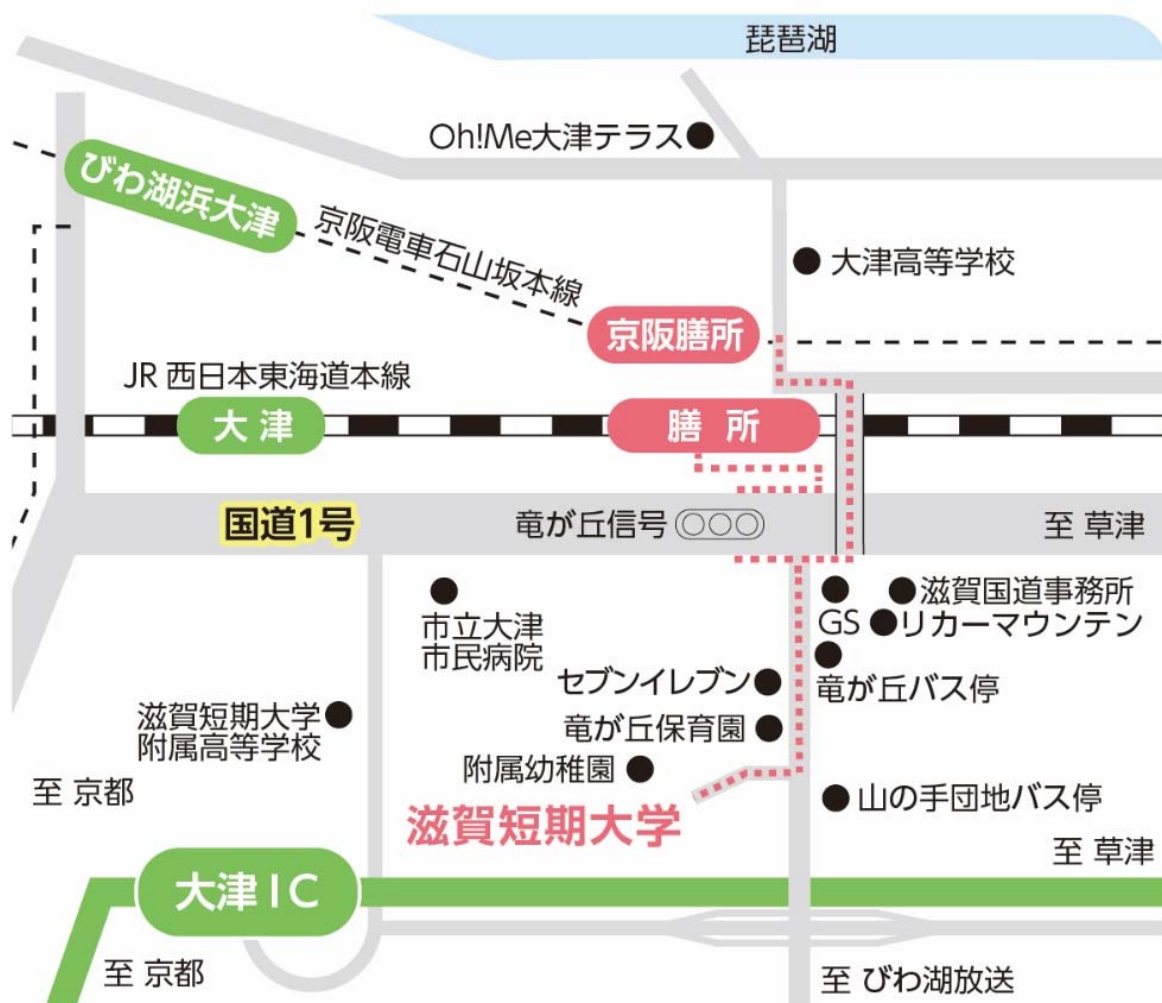 琵琶湖
Oh!Me大津テラス
びわ湖浜大津
京阪電車石山坂本線
大津高等学校
京阪膳所
JR 西日本東海道本線
大津
膳所
国道1号
竜が丘信号
至 草津
市立大津
市民病院
滋賀国道事務所
GS
リカーマウンテン
セブンイレブン
竜が丘バス停
滋賀短期大学
附属高等学校
竜が丘保育園
附属幼稚園
至 京都
山の手団地バス停
滋賀短期大学
至 草津
大津IC
至 京都
至 びわ湖放送